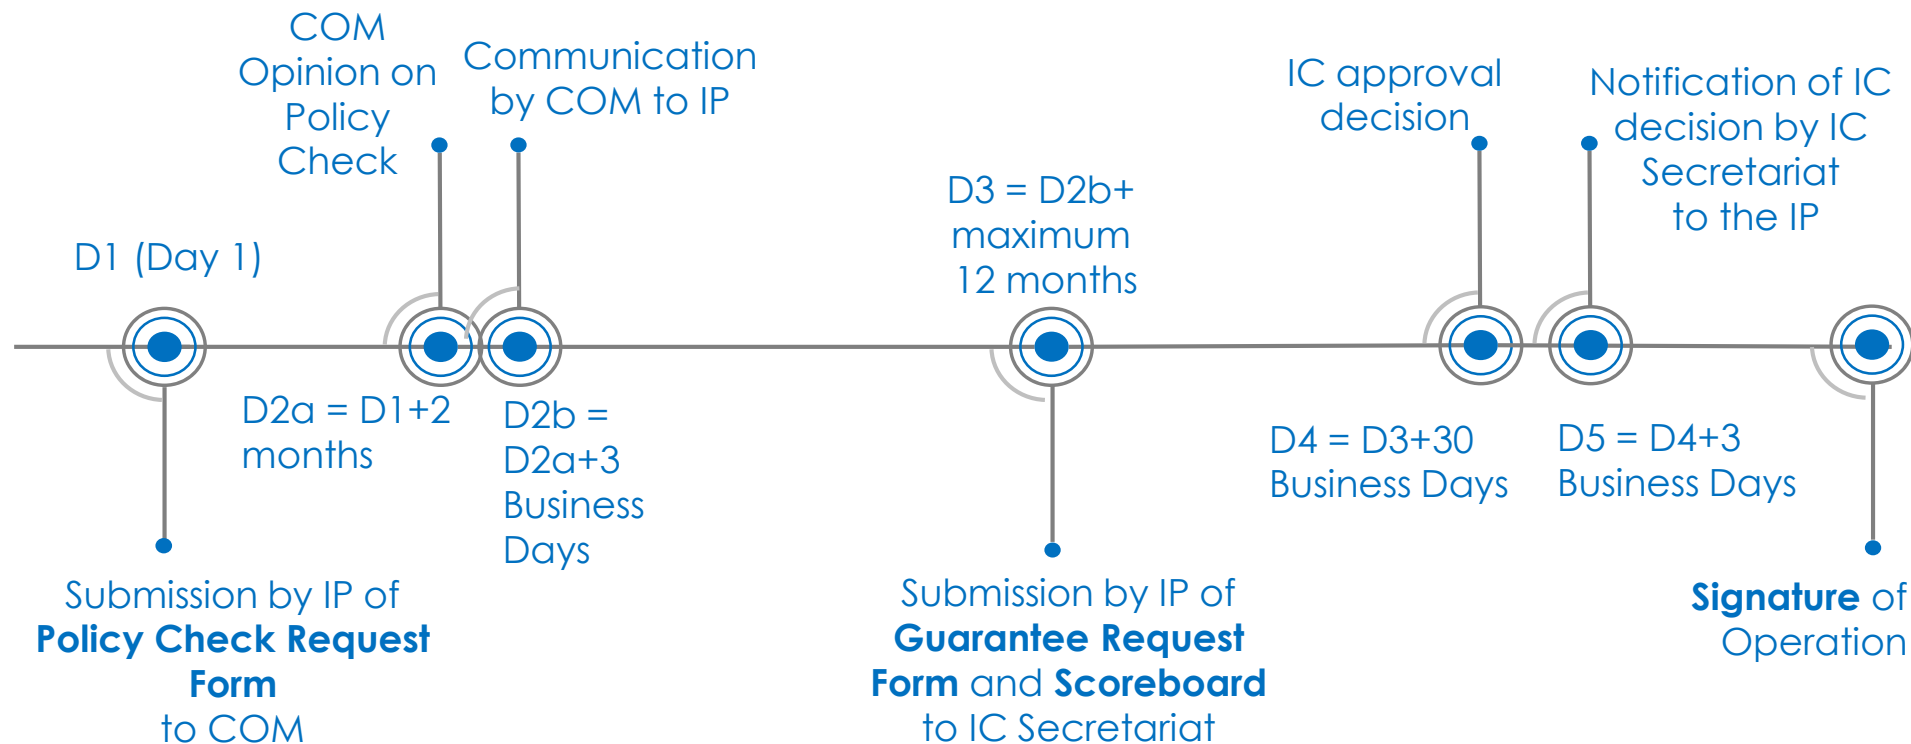 D1 (Day 1)
Submission by IP of
Policy Check Request
Form
to COM
COM
Opinion on
Policy
Check
D2a = D1+2
months
Communication
by COM to IP
D2b =
D2a+3
Business
Days
D3 = D2b+
maximum
12 months
Submission by IP of
Guarantee Request
Form and Scoreboard
to IC Secretariat
IC approval
decision
D4 = D3+30
Business Days
Notification of IC
decision by IC
Secretariat
to the IP
D5 = D4+3
Business Days
Signature of
Operation